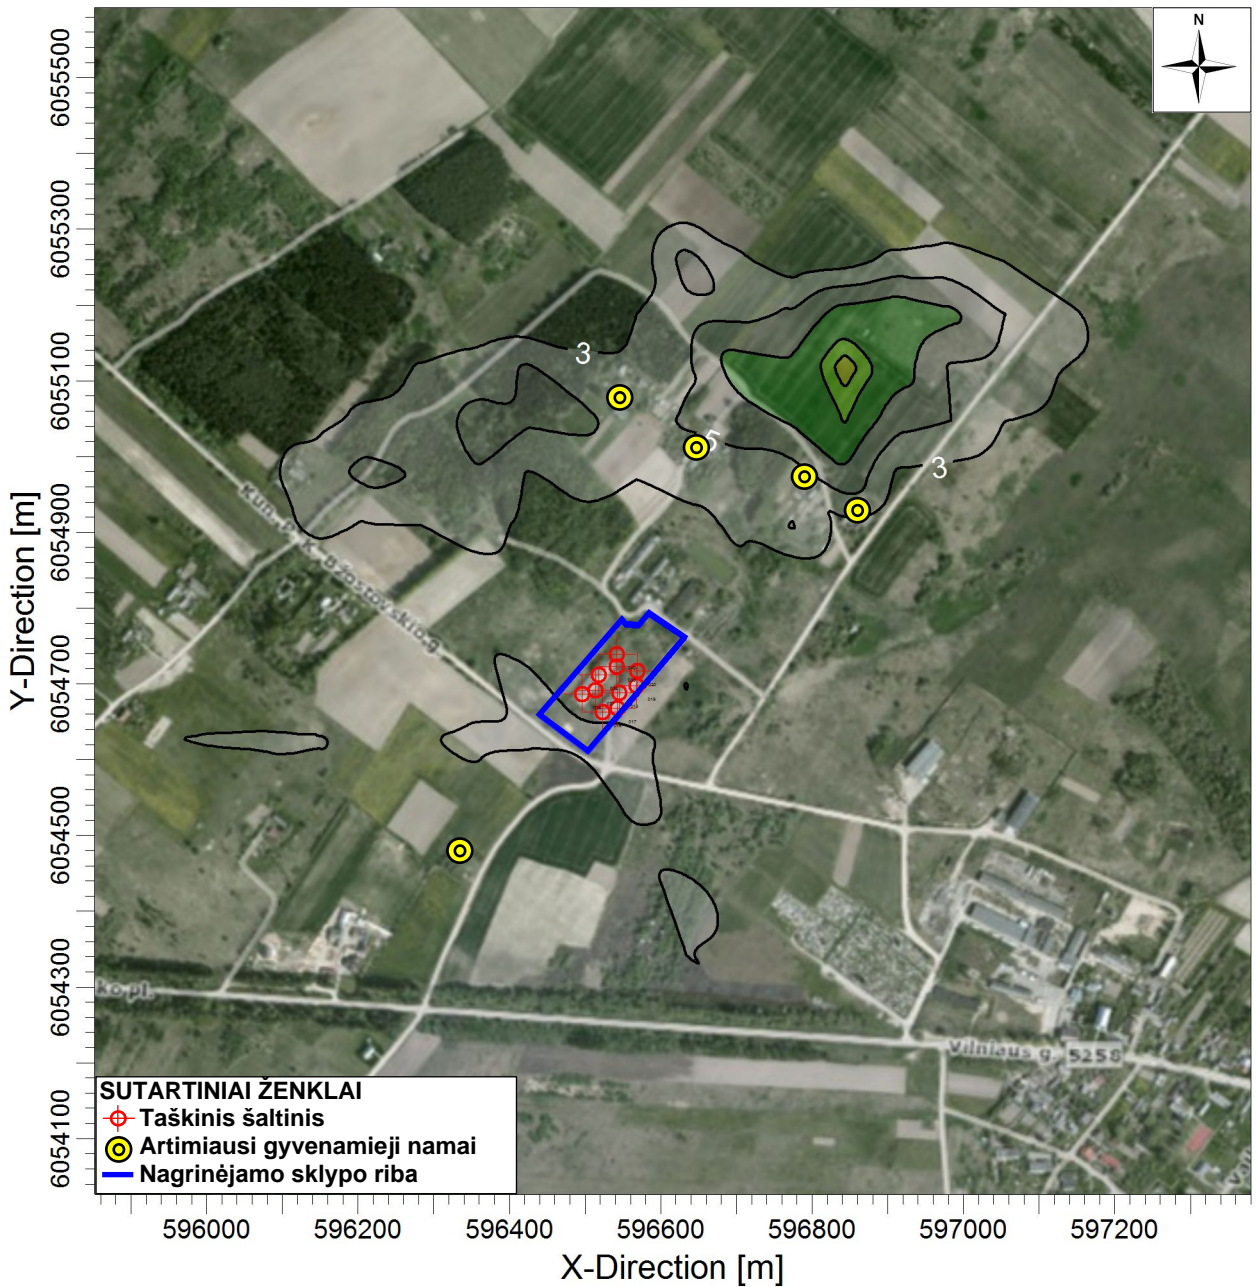 N
6055500
6055300
6055100
6054900
6054700
6054500
6054300
6054100
Y-Direction [m]
3
5
3
Kun. p. K. Bžostovskio g.
ko pl.
Vilniaus g. 5258
SUTARTINIAI ŽENKLAI
Taškinis šaltinis
Artimiausi gyvenamieji namai
Nagrinėjamo sklypo riba
596000 596200 596400 596600 596800 597000 597200
X-Direction [m]